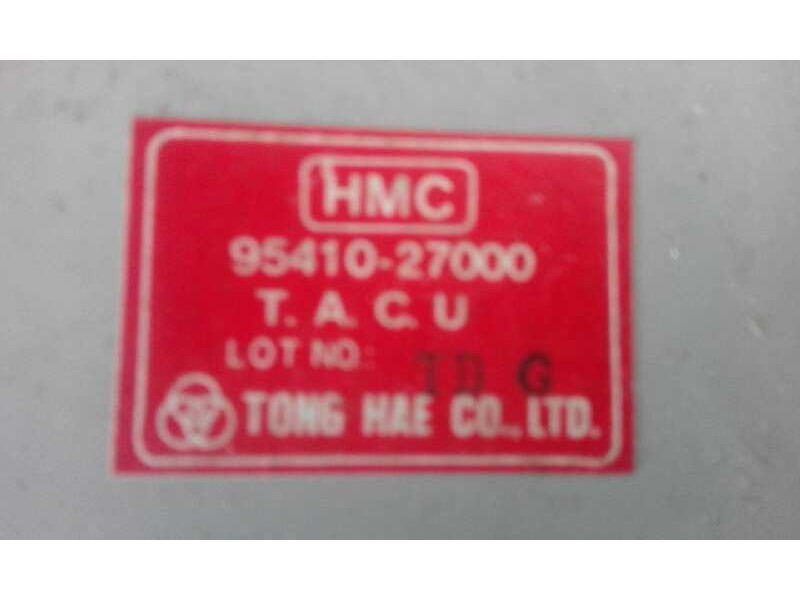 HMC
95410-27000
T. A. C. U
LOT NO.: TD G
TONG HAE CO., LTD.